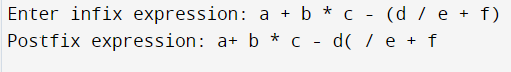 Enter infix expression: a + b * c - (d / e + f)
Postfix expression: a+ b * c - d( / e + f